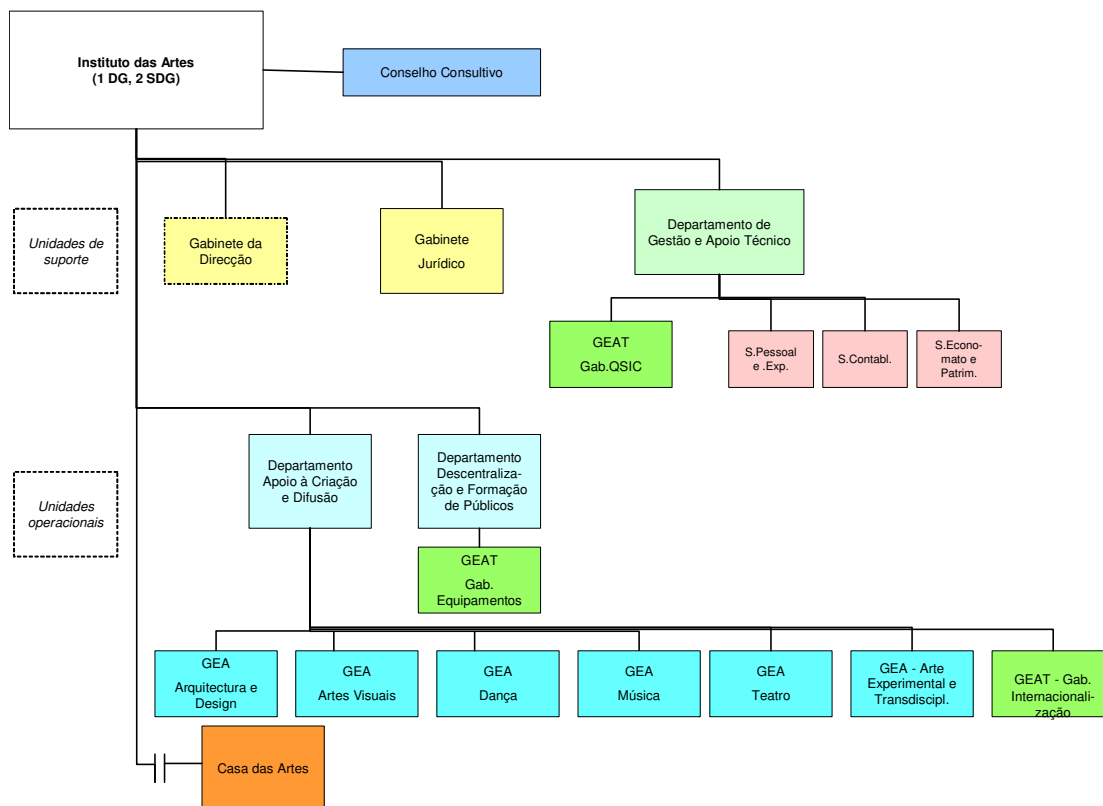 Instituto das Artes
(1 DG, 2 SDG)
Conselho Consultivo
Unidades de
suporte
Gabinete da
Direcção
Gabinete
Jurídico
Departamento de
Gestão e Apoio Técnico
GEAT
Gab.QSIC
S.Pessoal
e .Exp.
S.Contabl.
S.Econo-
mato e
Patrim.
Unidades
operacionais
Departamento
Apoio à Criação
e Difusão
Departamento
Descentraliza-
ção e Formação
de Públicos
GEAT
Gab.
Equipamentos
GEA
Arquitectura e
Design
GEA
Artes Visuais
GEA
Dança
GEA
Música
GEA
Teatro
GEA - Arte
Experimental e
Transdiscipl.
GEAT - Gab.
Internacionali-
zação
Casa das Artes